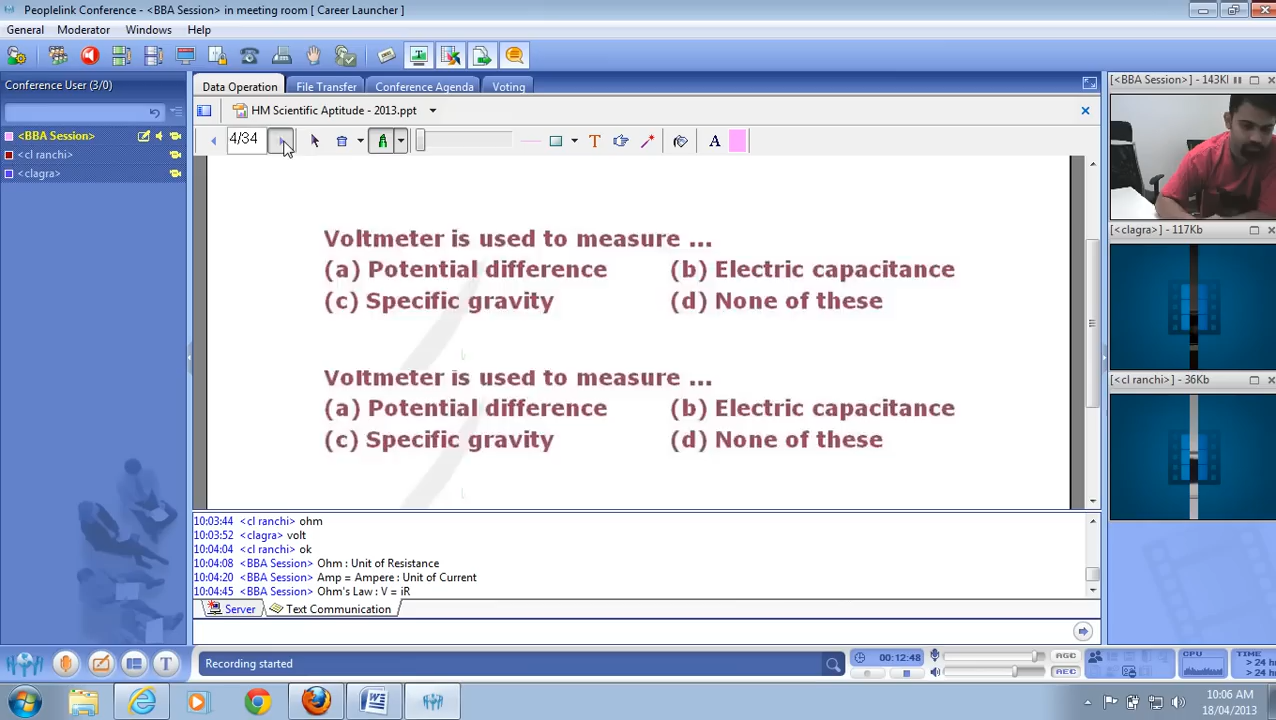 Peoplelink Conference - <BBA Session> in meeting room [ Career Launcher ]
General Moderator Windows Help
Conference User (3/0)
<BBA Session>
<cl ranchi>
<clagra>
Data Operation File Transfer Conference Agenda Voting
HM Scientific Aptitude - 2013.ppt
4/34
T
A
Voltmeter is used to measure ...
(a) Potential difference (b) Electric capacitance
(c) Specific gravity (d) None of these
Voltmeter is used to measure ...
(a) Potential difference (b) Electric capacitance
(c) Specific gravity (d) None of these
10:03:44 <cl ranchi> ohm
10:03:52 <clagra> volt
10:04:04 <cl ranchi> ok
10:04:08 <BBA Session> Ohm : Unit of Resistance
10:04:20 <BBA Session> Amp = Ampere : Unit of Current
10:04:45 <BBA Session> Ohm's Law : V = iR
Server Text Communication
[<BBA Session> - 143Kl
[<clagra> - 117Kb
[<cl ranchi>] - 36Kb
T
Recording started
00:12:48
AGC
AEC
CPU
TIME
> 24 h
> 24 h
10:06 AM
18/04/2013